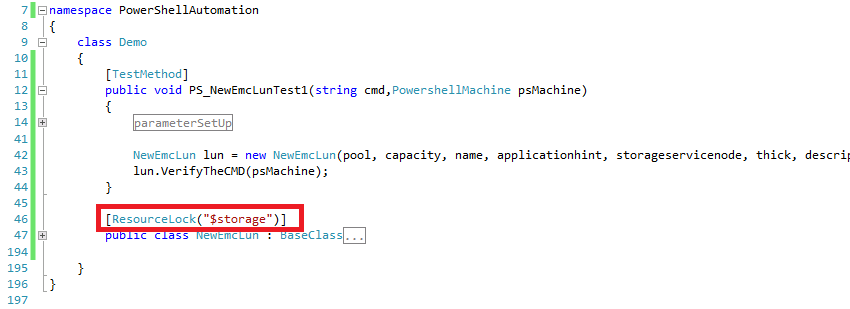 7 namespace PowerShellAutomation
8 {
9 class Demo
10 {
11 [TestMethod]
12 public void PS_NewEmcLunTest1(string cmd,PowershellMachine psMachine)
13 {
14 parameterSetUp
41
42 NewEmcLun lun = new NewEmcLun(pool, capacity, name, applicationhint, storageservicenode, thick, descrip
43 lun.VerifyTheCMD(psMachine);
44 }
45
46 [ResourceLock("$storage")]
47 public class NewEmcLun : BaseClass...
194
195 }
196 }
197